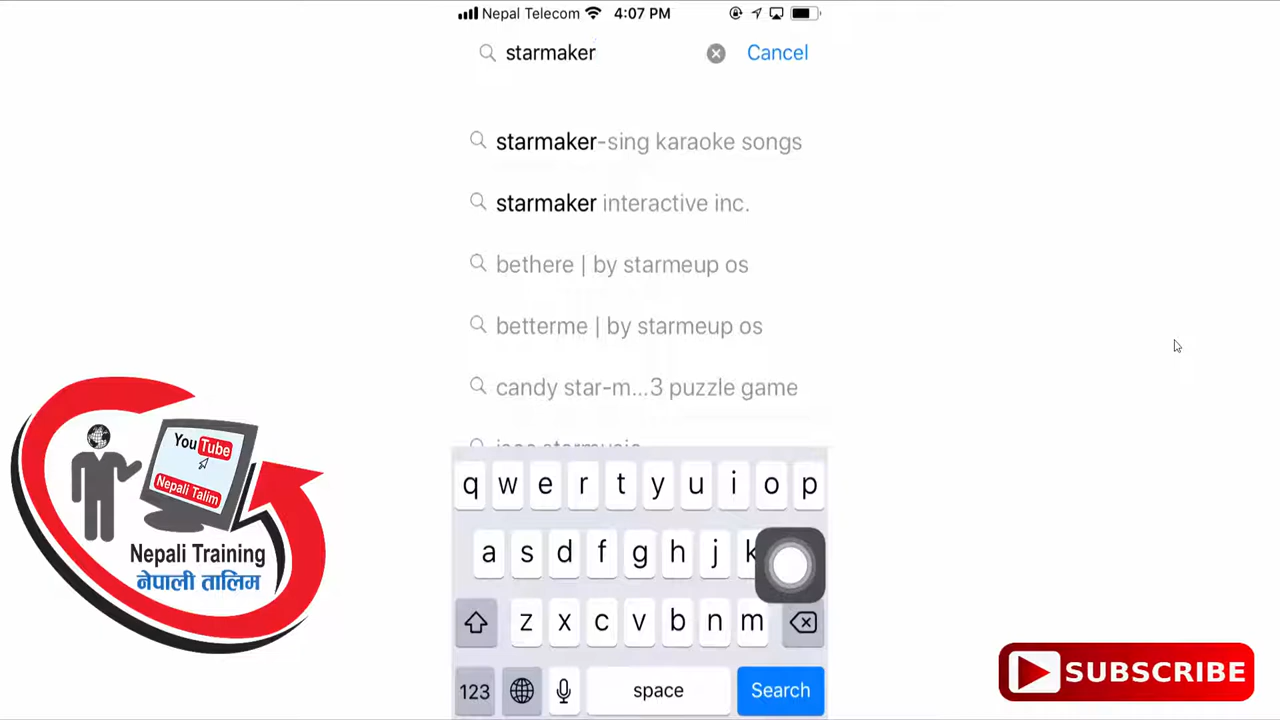 Nepal Telecom 4:07 PM
starmaker Cancel
starmaker-sing karaoke songs
starmaker interactive inc.
bethere | by starmeup os
betterme | by starmeup os
candy star-m...3 puzzle game
q w e r t y u i o p
a s d f g h j k
z x c v b n m
123 space Search
You Tube
Nepali Talim
Nepali Training
नेपाली तालिम
SUBSCRIBE